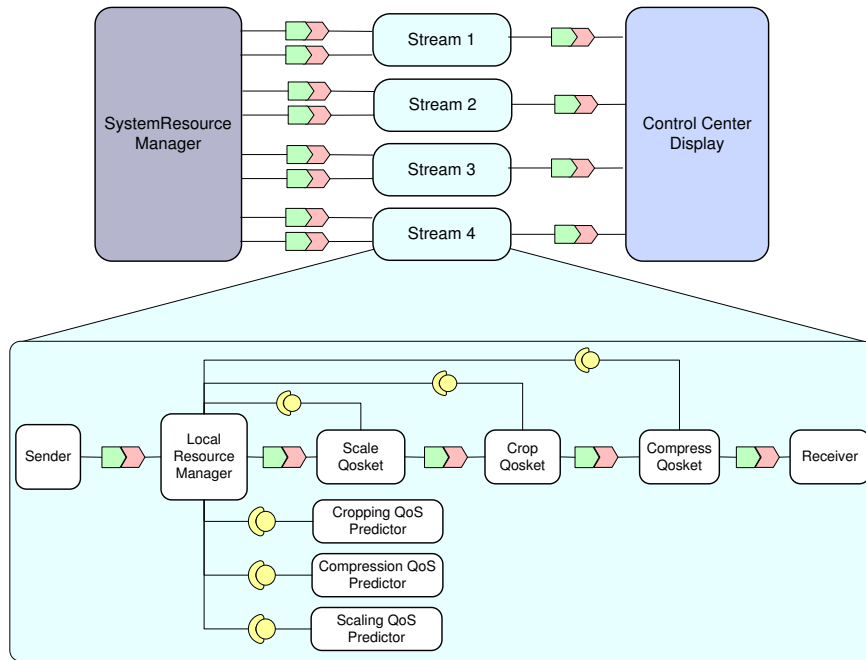 Stream 1
Stream 2
Stream 3
Stream 4
SystemResource
Manager
Control Center
Display
Sender
Local
Resource
Manager
Scale
Qosket
Crop
Qosket
Compress
Qosket
Receiver
Cropping QoS
Predictor
Compression QoS
Predictor
Scaling QoS
Predictor